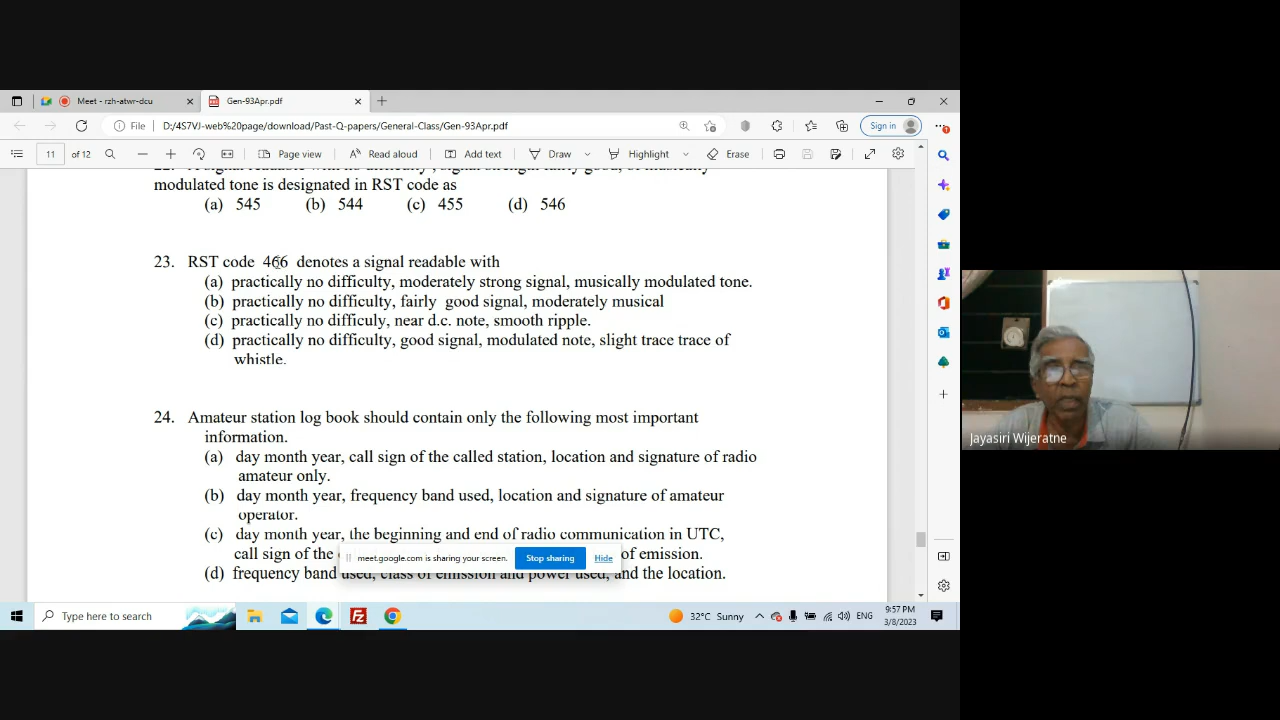 Meet - rzh-atwr-dcu
Gen-93Apr.pdf
File D:/4S7VJ-web%20page/download/Past-Q-papers/General-Class/Gen-93Apr.pdf
Sign in
11 of 12
Page view
Read aloud
Add text
Draw
Highlight
Erase
modulated tone is designated in RST code as
(a) 545 (b) 544 (c) 455 (d) 546
23. RST code 466 denotes a signal readable with
(a) practically no difficulty, moderately strong signal, musically modulated tone.
(b) practically no difficulty, fairly good signal, moderately musical
(c) practically no difficuly, near d.c. note, smooth ripple.
(d) practically no difficulty, good signal, modulated note, slight trace trace of
whistle.
24. Amateur station log book should contain only the following most important
information.
(a) day month year, call sign of the called station, location and signature of radio
amateur only.
(b) day month year, frequency band used, location and signature of amateur
operator.
(c) day month year, the beginning and end of radio communication in UTC,
call sign of the of emission.
(d) frequency band used, class of emission and power used, and the location.
meet.google.com is sharing your screen.
Stop sharing
Hide
Type here to search
32°C Sunny
ENG
9:57 PM
3/8/2023
Jayasiri Wijeratne